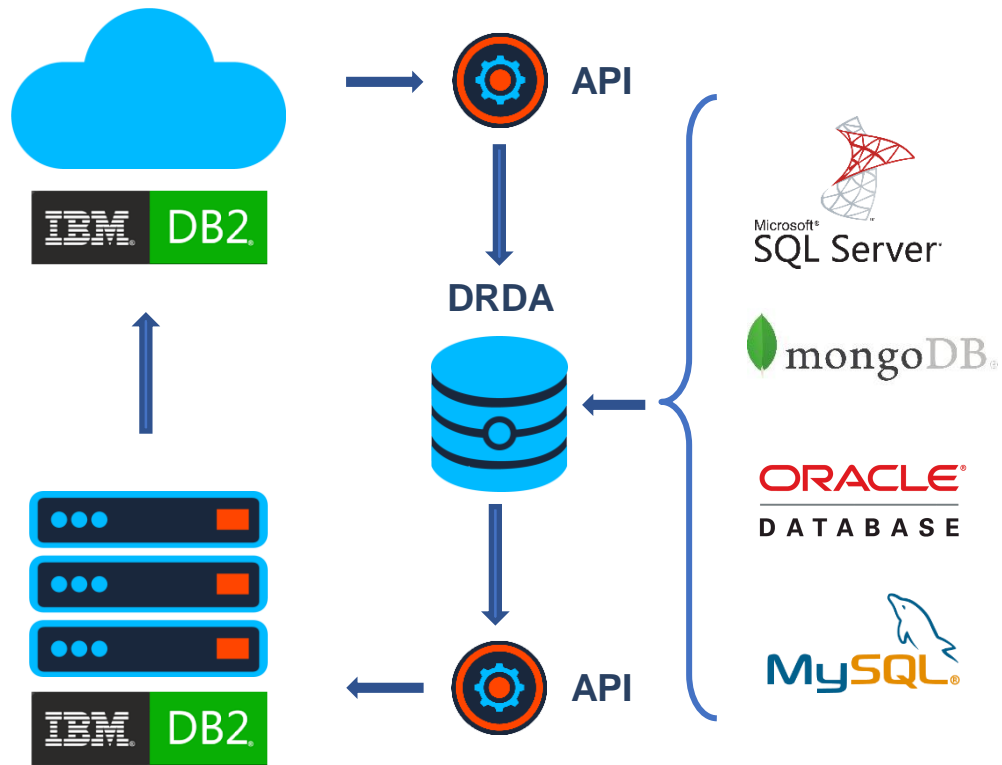 API
IBM® DB2®
DRDA
Microsoft®
SQL Server
mongoDB®
ORACLE®
DATABASE
MySQL®
API
IBM® DB2®